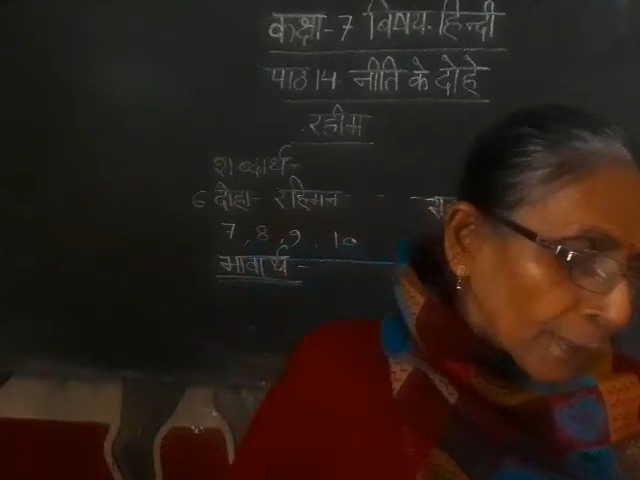 कक्षा-7 विषय-हिन्दी
पाठ 14 नीति के दोहे
रहीम
शब्दार्थ-
6 दोहा- रहिमन - -
7, 8, 9, 10
भावार्थ -